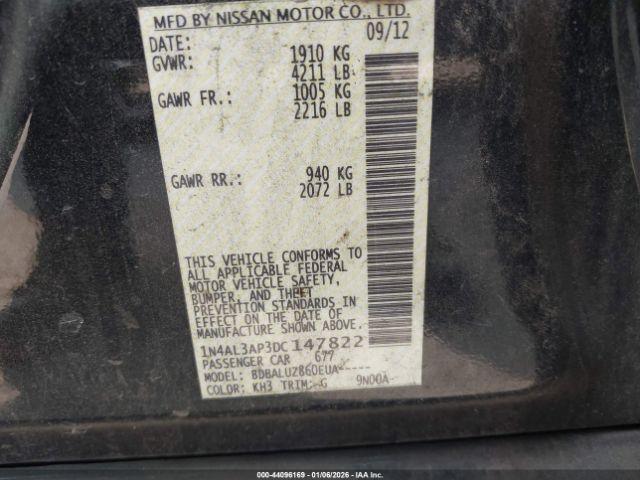 MFD BY NISSAN MOTOR CO., LTD.
DATE: 09/12
GVWR: 1910 KG
4211 LB
GAWR FR.: 1005 KG
2216 LB
GAWR RR.: 940 KG
2072 LB
THIS VEHICLE CONFORMS TO
ALL APPLICABLE FEDERAL
MOTOR VEHICLE SAFETY,
BUMPER, AND THEFT
PREVENTION STANDARDS IN
EFFECT ON THE DATE OF
MANUFACTURE SHOWN ABOVE.
1N4AL3AP3DC147822
PASSENGER CAR 677
MODEL: BDBALUZ860EUA-----
COLOR: KH3 TRIM: G 9N00A-
000-44096169 | 01/06/2026 | IAAI.CA